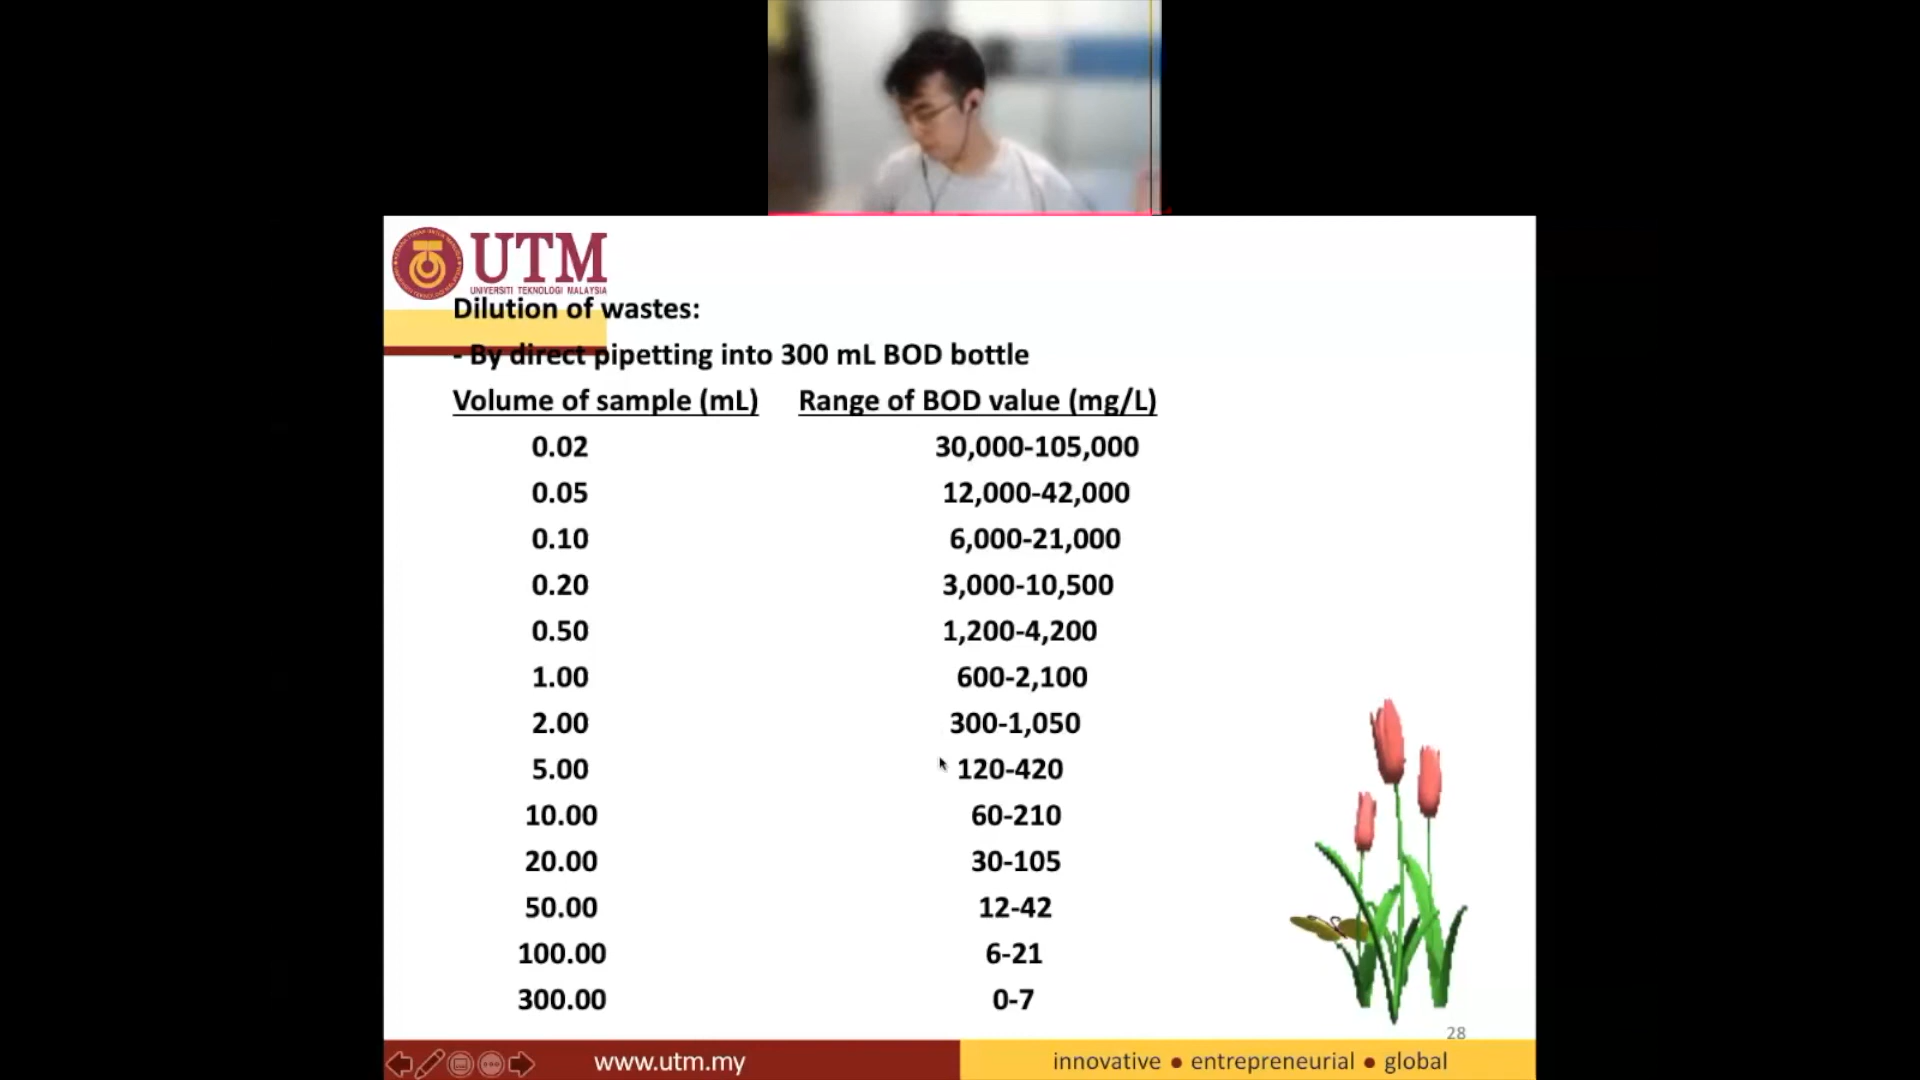 UTM
UNIVERSITI TEKNOLOGI MALAYSIA
Dilution of wastes:
- By direct pipetting into 300 mL BOD bottle
Volume of sample (mL) Range of BOD value (mg/L)
0.02 30,000-105,000
0.05 12,000-42,000
0.10 6,000-21,000
0.20 3,000-10,500
0.50 1,200-4,200
1.00 600-2,100
2.00 300-1,050
5.00 120-420
10.00 60-210
20.00 30-105
50.00 12-42
100.00 6-21
300.00 0-7
28
www.utm.my innovative ● entrepreneurial ● global